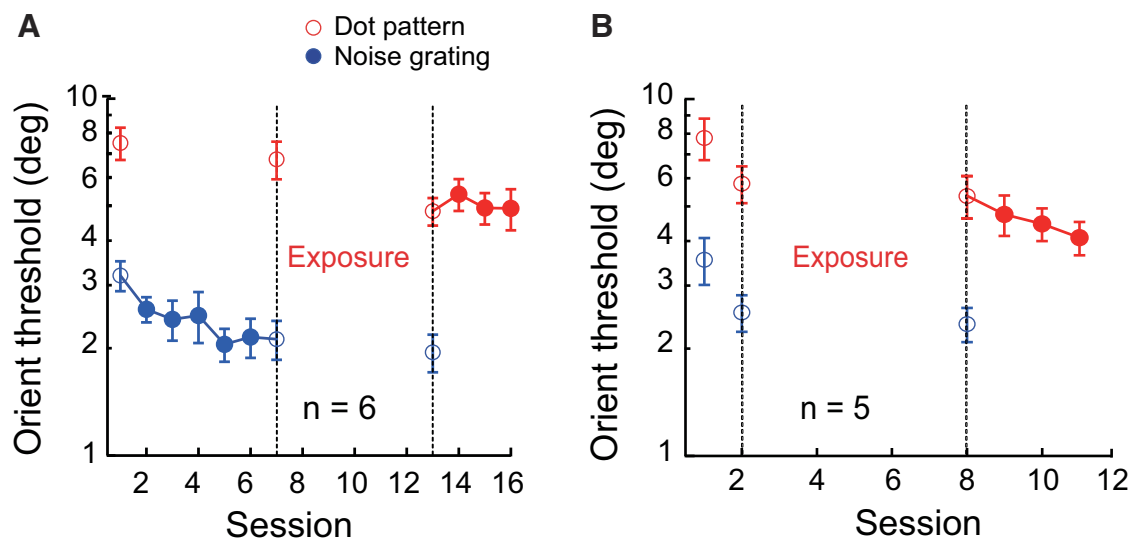 A
Dot pattern
Noise grating
Orient threshold (deg)
10
8
6
4
3
2
1
Exposure
n = 6
2 4 6 8 10 12 14 16
Session
B
Orient threshold (deg)
10
8
6
4
3
2
1
Exposure
n = 5
2 4 6 8 10 12
Session